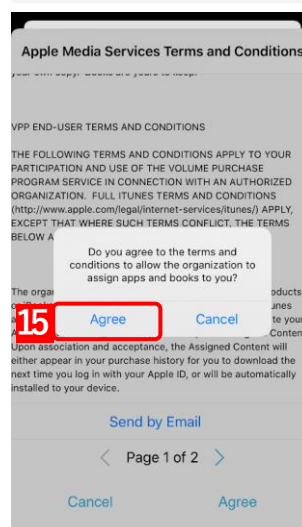 Apple Media Services Terms and Conditions
your own copy. Books are yours to keep.
VPP END-USER TERMS AND CONDITIONS
THE FOLLOWING TERMS AND CONDITIONS APPLY TO YOUR
PARTICIPATION AND USE OF THE VOLUME PURCHASE
PROGRAM SERVICE IN CONNECTION WITH AN AUTHORIZED
ORGANIZATION. FULL ITUNES TERMS AND CONDITIONS
(http://www.apple.com/legal/internet-services/itunes/) APPLY,
EXCEPT THAT WHERE SUCH TERMS CONFLICT, THE TERMS
BELOW A
Do you agree to the terms and
conditions to allow the organization to
assign apps and books to you?
The orga
oducts
unes
15
Agree
Cancel
te your
Conten
Upon association and acceptance, the Assigned Content will
either appear in your purchase history for you to download the
next time you log in with your Apple ID, or will be automatically
installed to your device.
Send by Email
< Page 1 of 2 >
Cancel
Agree